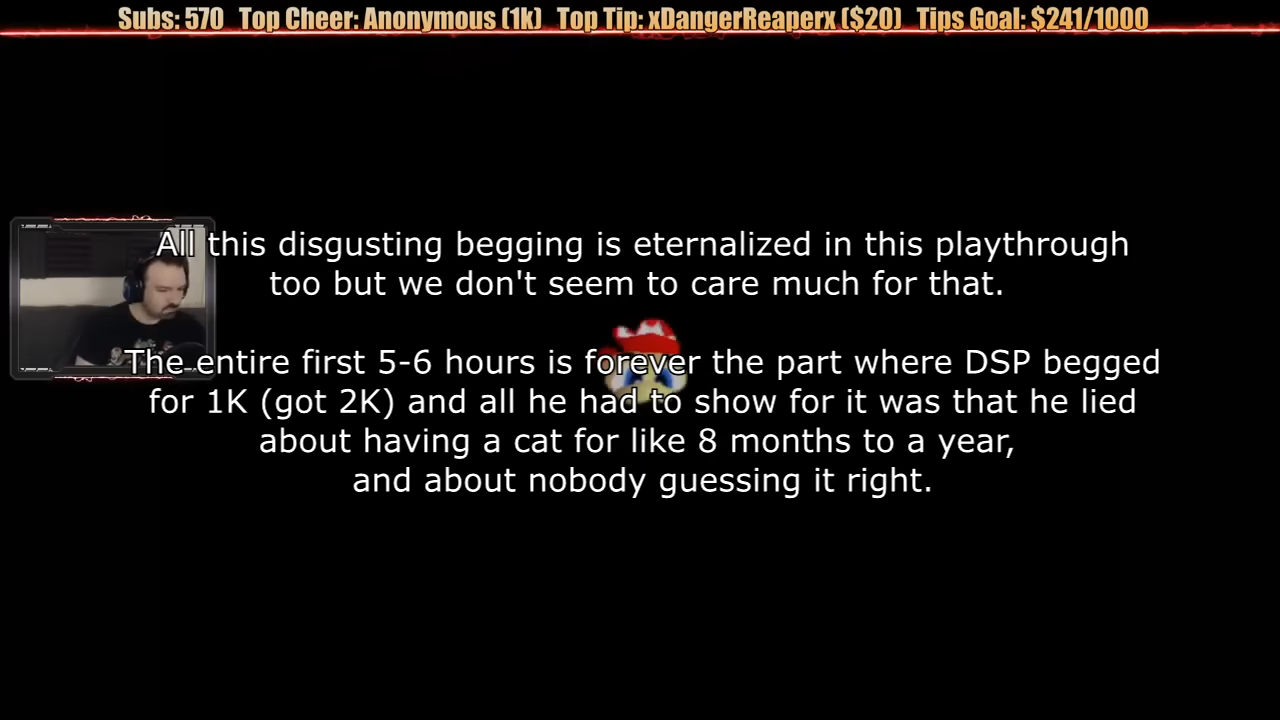 Subs: 570 Top Cheer: Anonymous (1k) Top Tip: xDangerReaperx ($20) Tips Goal: $241/1000
All this disgusting begging is eternalized in this playthrough
too but we don't seem to care much for that.
The entire first 5-6 hours is forever the part where DSP begged
for 1K (got 2K) and all he had to show for it was that he lied
about having a cat for like 8 months to a year,
and about nobody guessing it right.